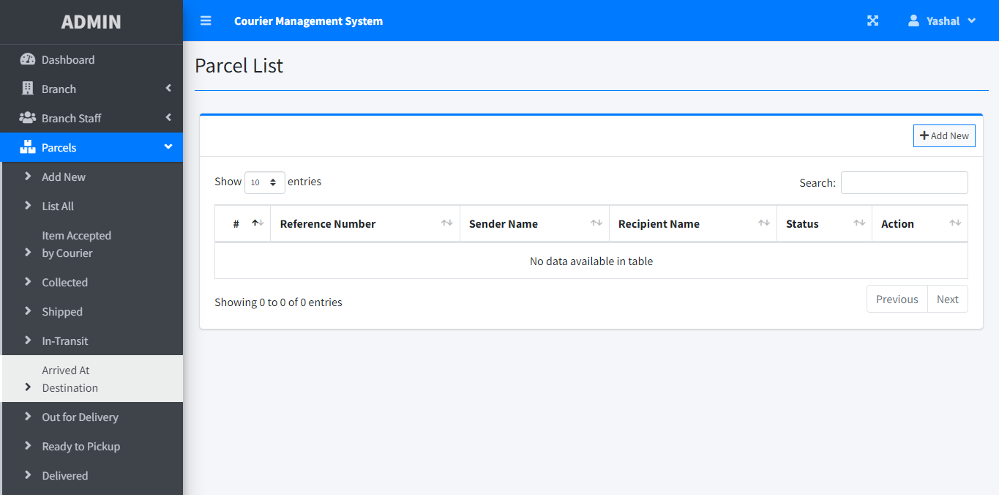 ADMIN
Dashboard
Branch
Branch Staff
Parcels
Add New
List All
Item Accepted
by Courier
Collected
Shipped
In-Transit
Arrived At
Destination
Out for Delivery
Ready to Pickup
Delivered
Courier Management System
Yashal
Parcel List
Add New
Show 10 entries
Search:
# Reference Number Sender Name Recipient Name Status Action
No data available in table
Showing 0 to 0 of 0 entries
Previous Next